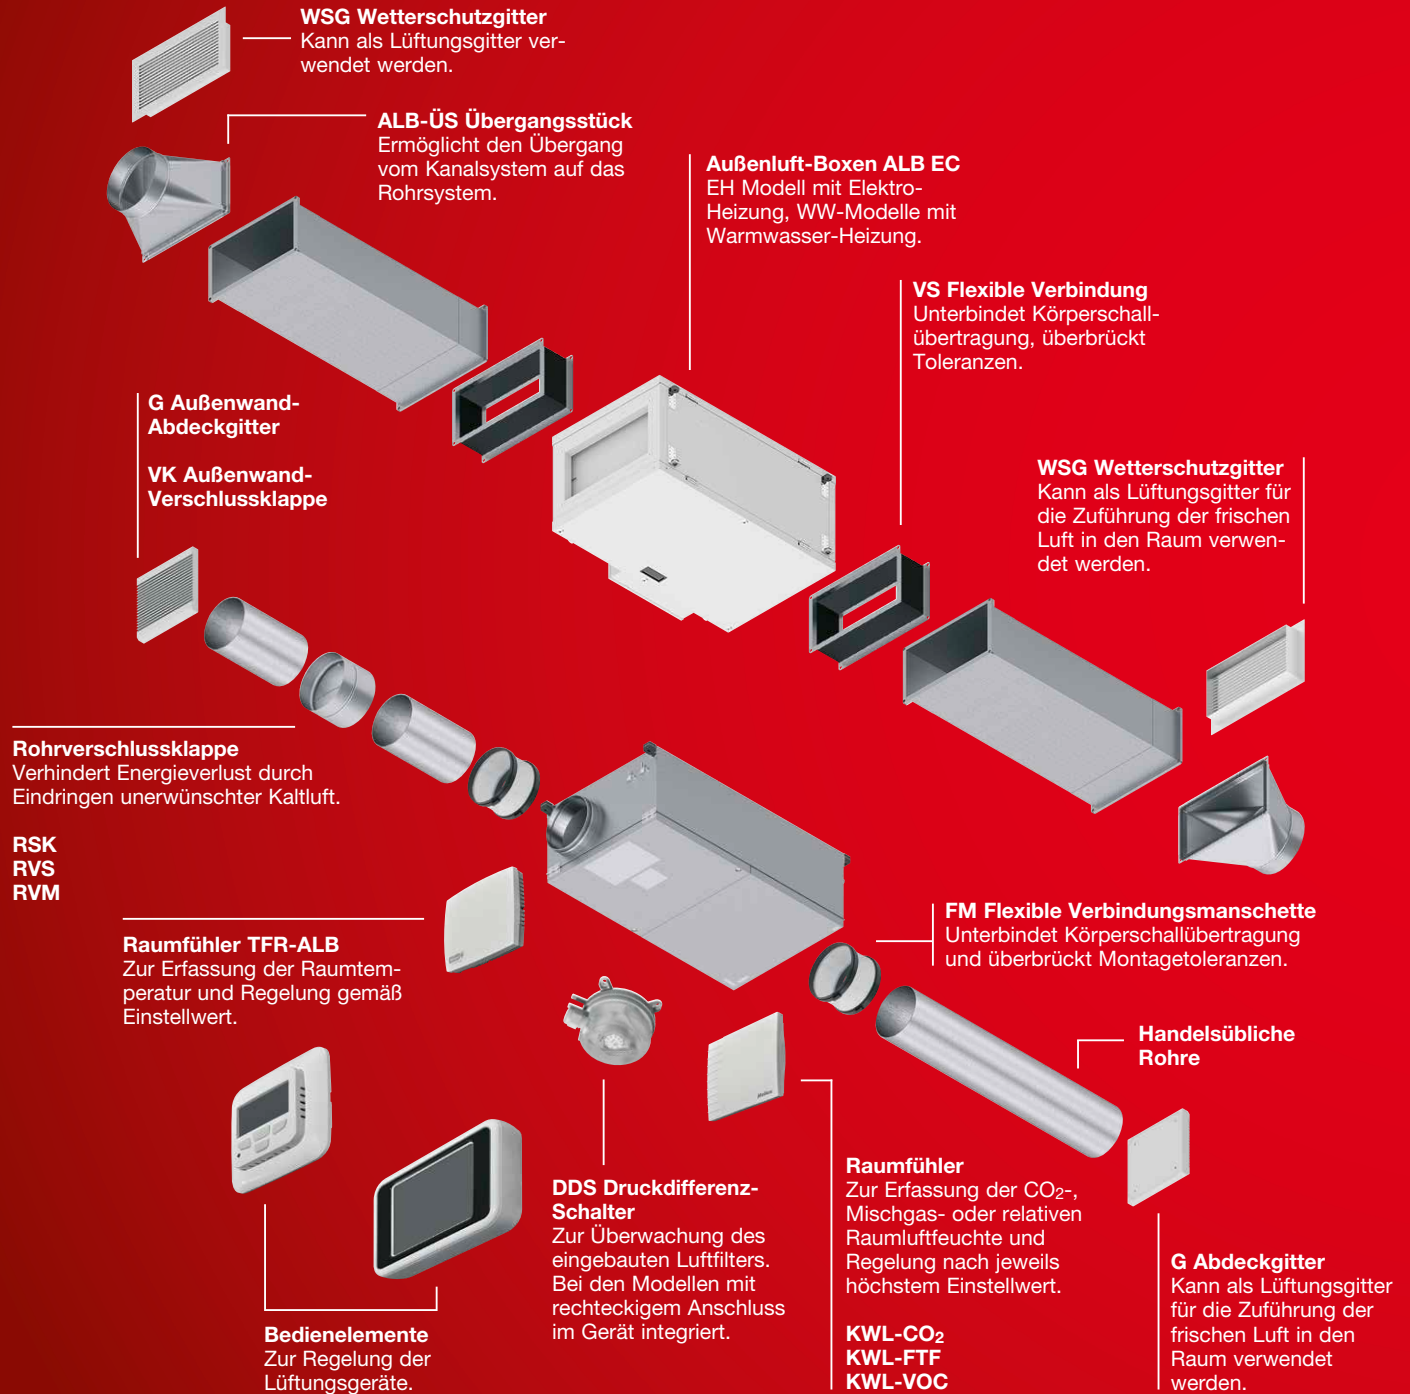 WSG Wetterschutzgitter
Kann als Lüftungsgitter ver-
wendet werden.
ALB-ÜS Übergangsstück
Ermöglicht den Übergang
vom Kanalsystem auf das
Rohrsystem.
Außenluft-Boxen ALB EC
EH Modell mit Elektro-
Heizung, WW-Modelle mit
Warmwasser-Heizung.
VS Flexible Verbindung
Unterbindet Körperschall-
übertragung, überbrückt
Toleranzen.
G Außenwand-
Abdeckgitter
VK Außenwand-
Verschlussklappe
WSG Wetterschutzgitter
Kann als Lüftungsgitter für
die Zuführung der frischen
Luft in den Raum verwen-
det werden.
Rohrverschlussklappe
Verhindert Energieverlust durch
Eindringen unerwünschter Kaltluft.
RSK
RVS
RVM
Raumfühler TFR-ALB
Zur Erfassung der Raumtem-
peratur und Regelung gemäß
Einstellwert.
FM Flexible Verbindungsmanschette
Unterbindet Körperschallübertragung
und überbrückt Montagetoleranzen.
Handelsübliche
Rohre
Bedienelemente
Zur Regelung der
Lüftungsgeräte.
DDS Druckdifferenz-
Schalter
Zur Überwachung des
eingebauten Luftfilters.
Bei den Modellen mit
rechteckigem Anschluss
im Gerät integriert.
Raumfühler
Zur Erfassung der CO₂-,
Mischgas- oder relativen
Raumluftfeuchte und
Regelung nach jeweils
höchstem Einstellwert.
KWL-CO₂
KWL-FTF
KWL-VOC
G Abdeckgitter
Kann als Lüftungsgitter
für die Zuführung der
frischen Luft in den
Raum verwendet
werden.